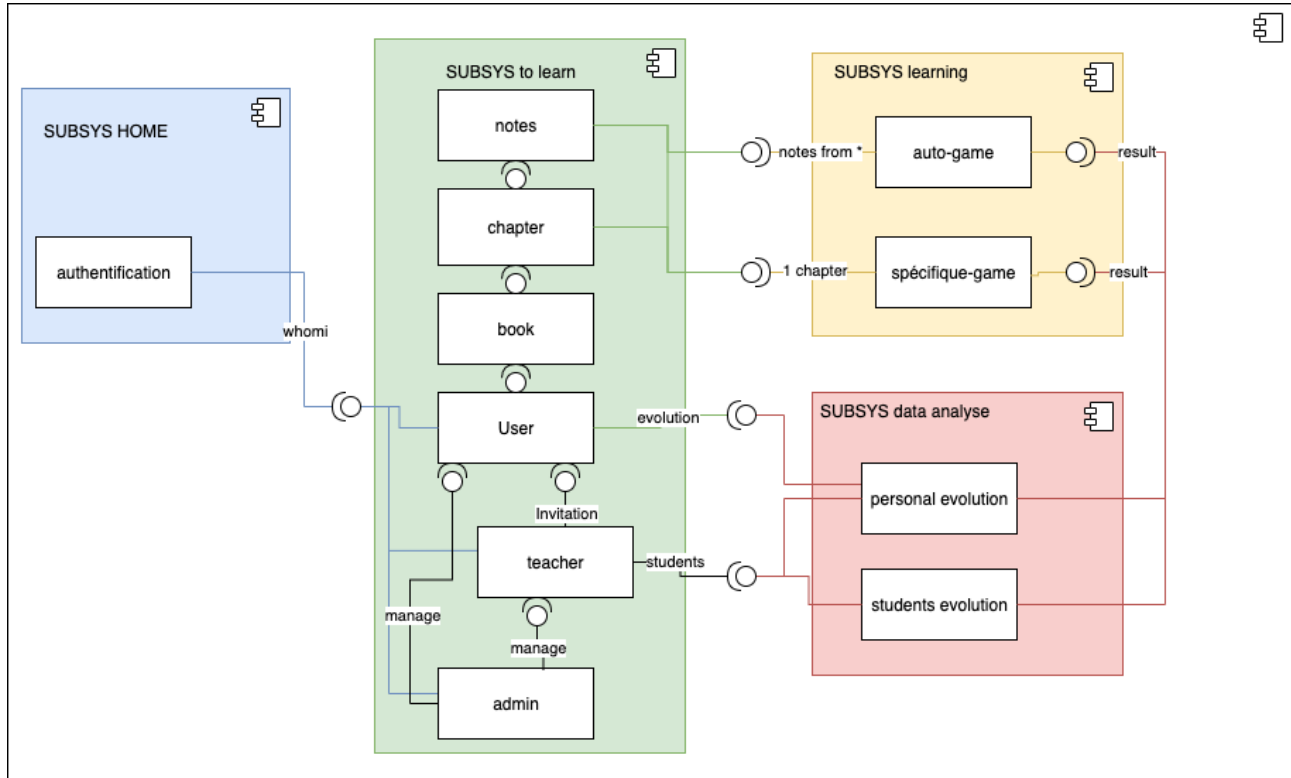 SUBSYS HOME
authentification
whomi
SUBSYS to learn
notes
chapter
book
User
evolution
Invitation
teacher
students
manage
manage
admin
SUBSYS learning
notes from *
auto-game
result
1 chapter
spécifique-game
result
SUBSYS data analyse
personal evolution
students evolution